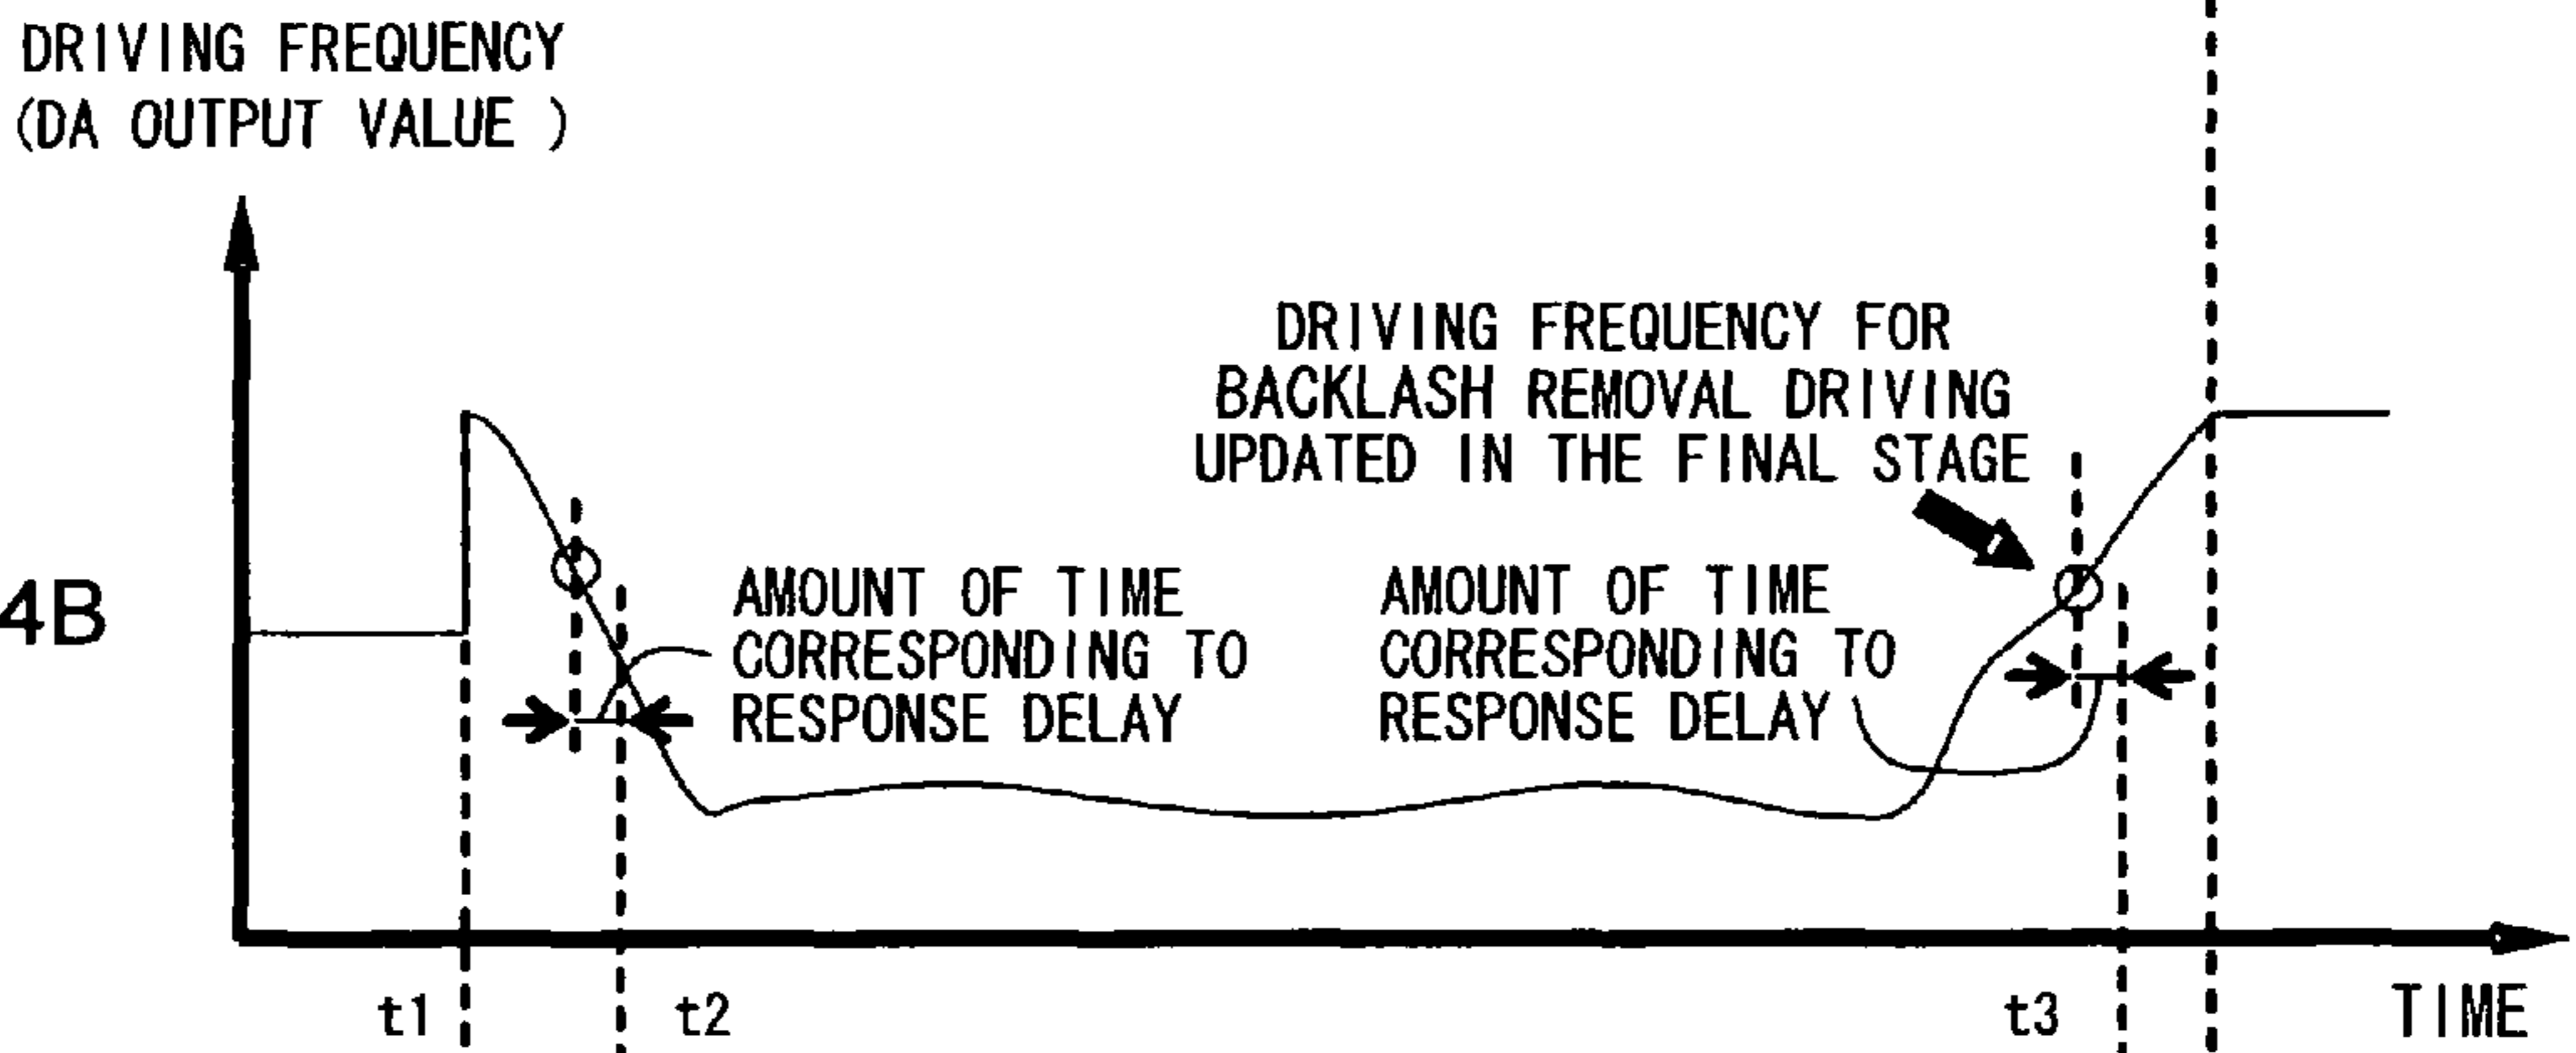 DRIVING FREQUENCY
(DA OUTPUT VALUE )
DRIVING FREQUENCY FOR
BACKLASH REMOVAL DRIVING
UPDATED IN THE FINAL STAGE
4B
AMOUNT OF TIME
CORRESPONDING TO
RESPONSE DELAY
AMOUNT OF TIME
CORRESPONDING TO
RESPONSE DELAY
t1
t2
t3
TIME